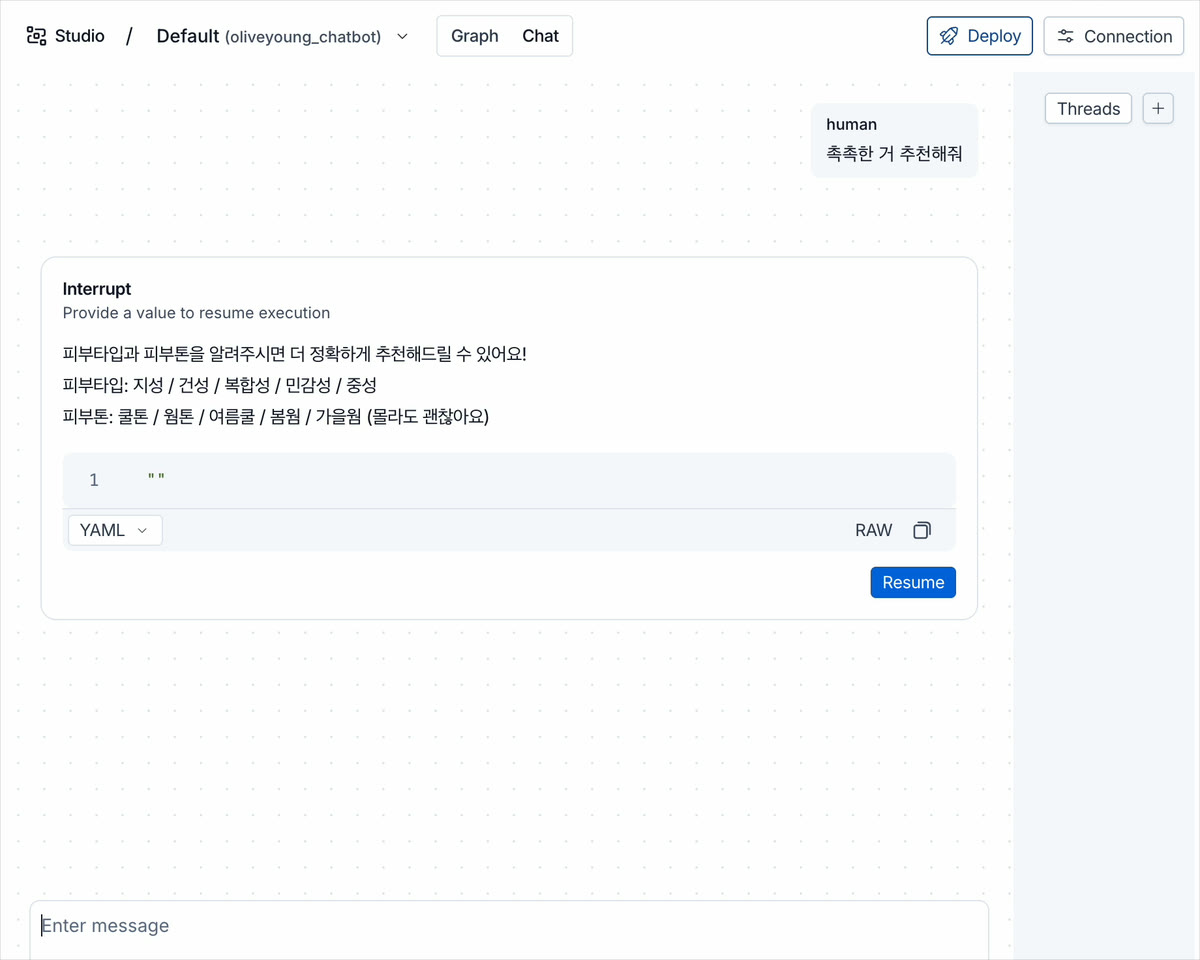 Studio / Default (oliveyoung_chatbot) Graph Chat Deploy Connection
Threads +
human
촉촉한 거 추천해줘
Interrupt
Provide a value to resume execution
피부타입과 피부톤을 알려주시면 더 정확하게 추천해드릴 수 있어요!
피부타입: 지성 / 건성 / 복합성 / 민감성 / 중성
피부톤: 쿨톤 / 웜톤 / 여름쿨 / 봄웜 / 가을웜 (몰라도 괜찮아요)
1 ""
YAML RAW
Resume
Enter message